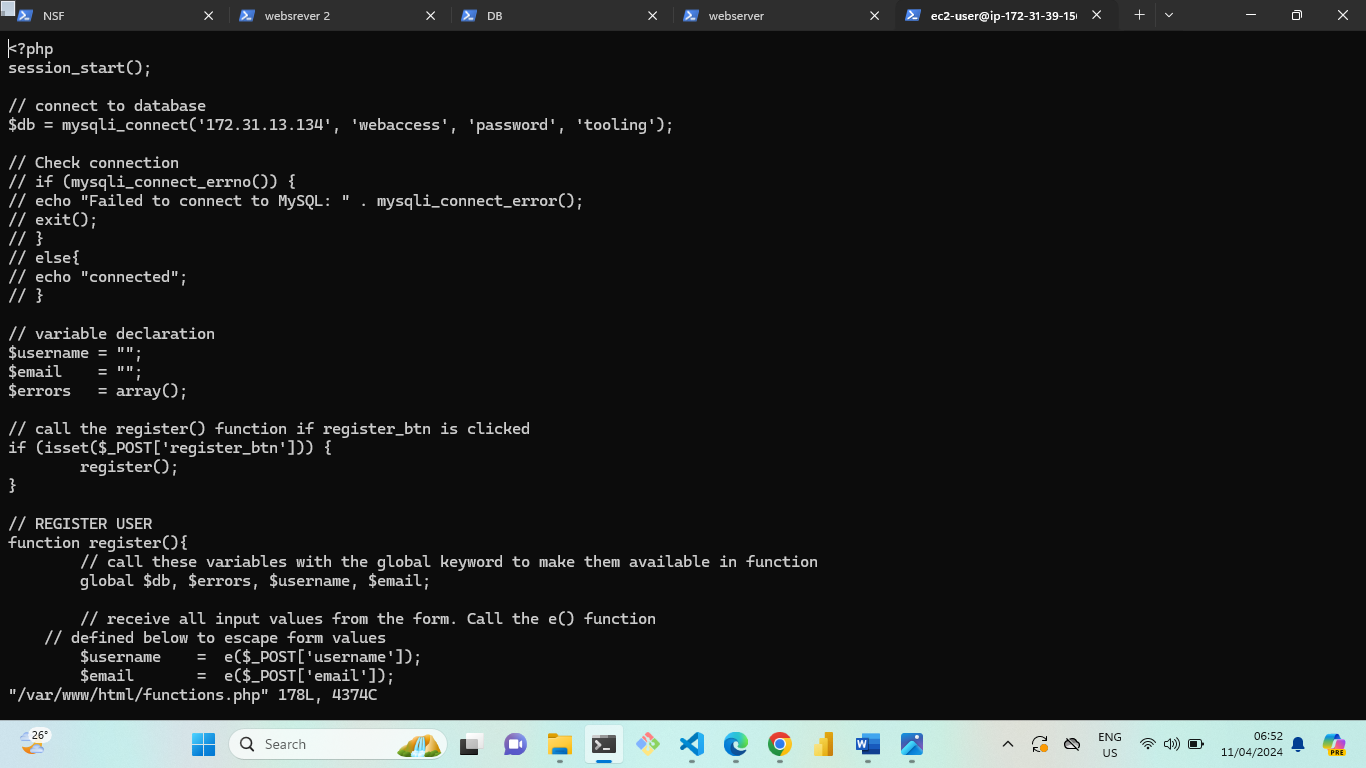 NSF
websrever 2
DB
webserver
ec2-user@ip-172-31-39-15
<?php
session_start();
// connect to database
$db = mysqli_connect('172.31.13.134', 'webaccess', 'password', 'tooling');
// Check connection
// if (mysqli_connect_errno()) {
// echo "Failed to connect to MySQL: " . mysqli_connect_error();
// exit();
// }
// else{
// echo "connected";
// }
// variable declaration
$username = "";
$email    = "";
$errors   = array();
// call the register() function if register_btn is clicked
if (isset($_POST['register_btn'])) {
        register();
}
// REGISTER USER
function register(){
        // call these variables with the global keyword to make them available in function
        global $db, $errors, $username, $email;
        // receive all input values from the form. Call the e() function
    // defined below to escape form values
        $username    =  e($_POST['username']);
        $email       =  e($_POST['email']);
"/var/www/html/functions.php" 178L, 4374C
26°
Search
ENG
US
06:52
11/04/2024
PRE